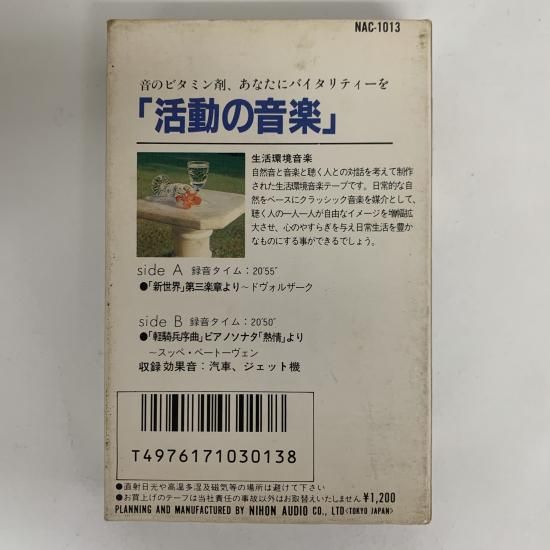 NAC-1013
音のビタミン剤、あなたにバイタリティーを
「活動の音楽」
生活環境音楽
自然音と音楽と聴く人との対話を考えて制作
された生活環境音楽テープです。日常的な自
然をベースにクラッシック音楽を媒介として、
聴く人の一人一人が自由なイメージを増幅拡
大させ、心のやすらぎを与え日常生活を豊か
なものにする事ができるでしょう。
side A 録音タイム：20′55″
●「新世界」第三楽章より〜ドヴォルザーク
side B 録音タイム：20′50″
●「軽騎兵序曲」ピアノソナタ「熱情」より
〜スッペ・ベートーヴェン
収録効果音：汽車、ジェット機
T4976171030138
●直射日光や高温多湿及磁気等の場所は避けて下さい
●お買上げのテープは当社責任の事故以外はお取替えいたしません ¥1,200
PLANNING AND MANUFACTURED BY NIHON AUDIO CO., LTD<TOKYO JAPAN>